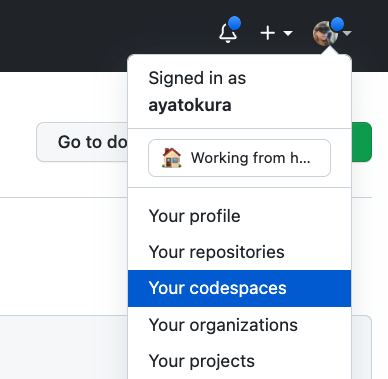 Signed in as
ayatokura
Go to do
Working from h...
Your profile
Your repositories
Your codespaces
Your organizations
Your projects